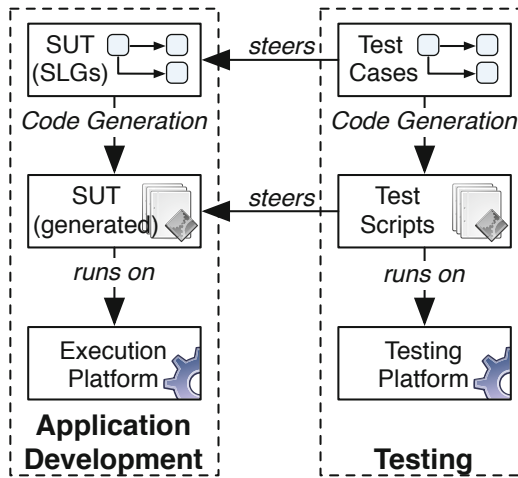 SUT
(SLGs)
steers
Test
Cases
Code Generation
Code Generation
SUT
(generated)
steers
Test
Scripts
runs on
runs on
Execution
Platform
Testing
Platform
Application
Development
Testing